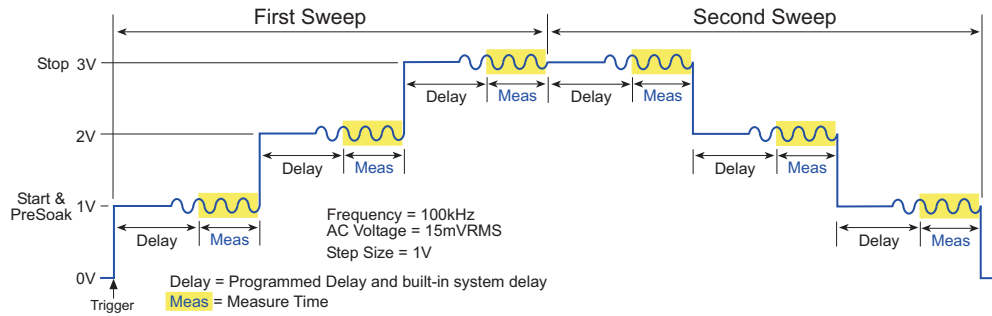 First Sweep
Second Sweep
Stop 3V
Delay
Meas
Delay
Meas
2V
Delay
Meas
Delay
Meas
Start &
PreSoak
1V
Delay
Meas
Delay
Meas
Frequency = 100kHz
AC Voltage = 15mVRMS
Step Size = 1V
0V
Trigger
Delay = Programmed Delay and built-in system delay
Meas = Measure Time